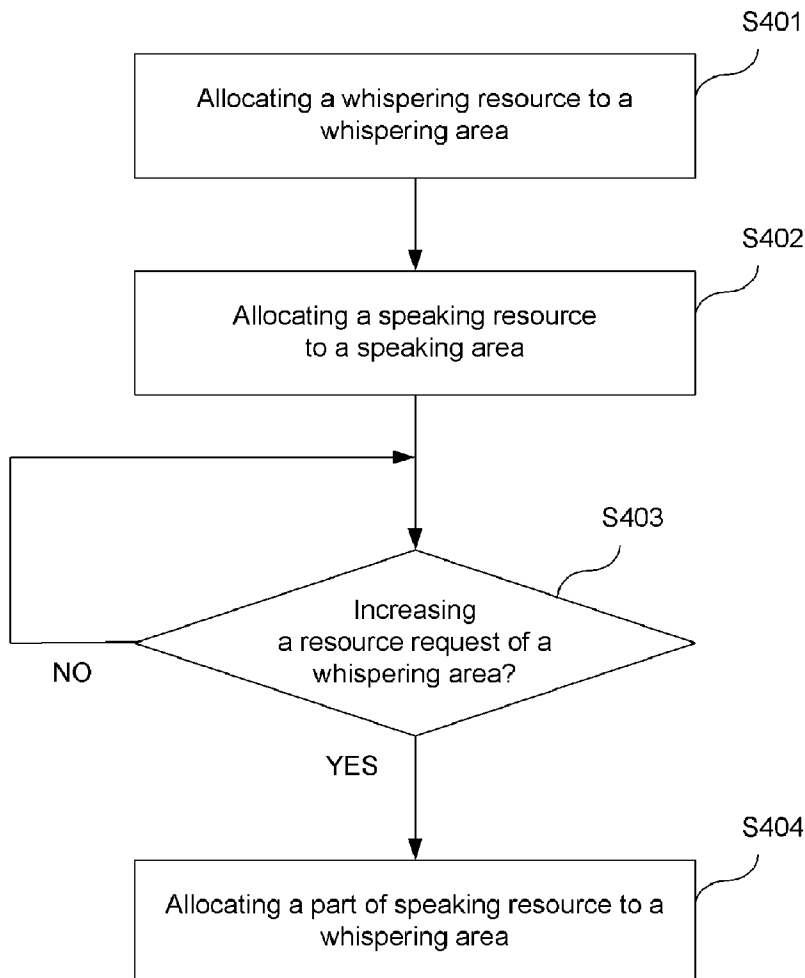 S401
Allocating a whispering resource to a
whispering area
S402
Allocating a speaking resource
to a speaking area
S403
Increasing
a resource request of a
whispering area?
NO
YES
S404
Allocating a part of speaking resource to a
whispering area